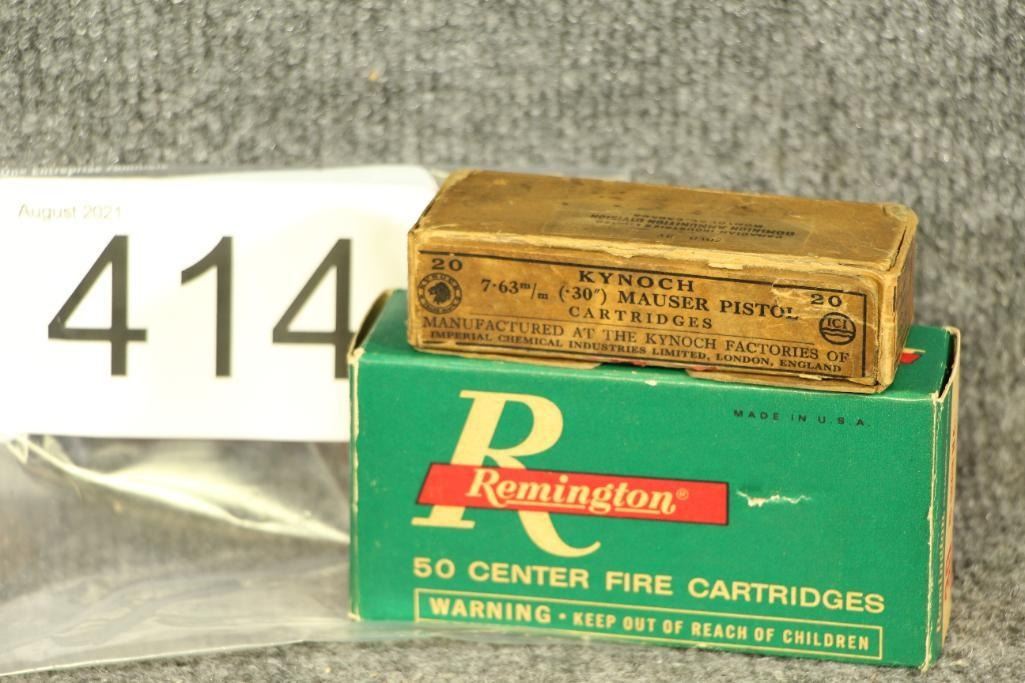 August 2021
414
20
KYNOCH
20
7·63m/m (·30") MAUSER PISTOL
CARTRIDGES
ICI
MANUFACTURED AT THE KYNOCH FACTORIES OF
IMPERIAL CHEMICAL INDUSTRIES LIMITED, LONDON, ENGLAND
MADE IN U.S.A.
R
Remington®
50 CENTER FIRE CARTRIDGES
WARNING • KEEP OUT OF REACH OF CHILDREN